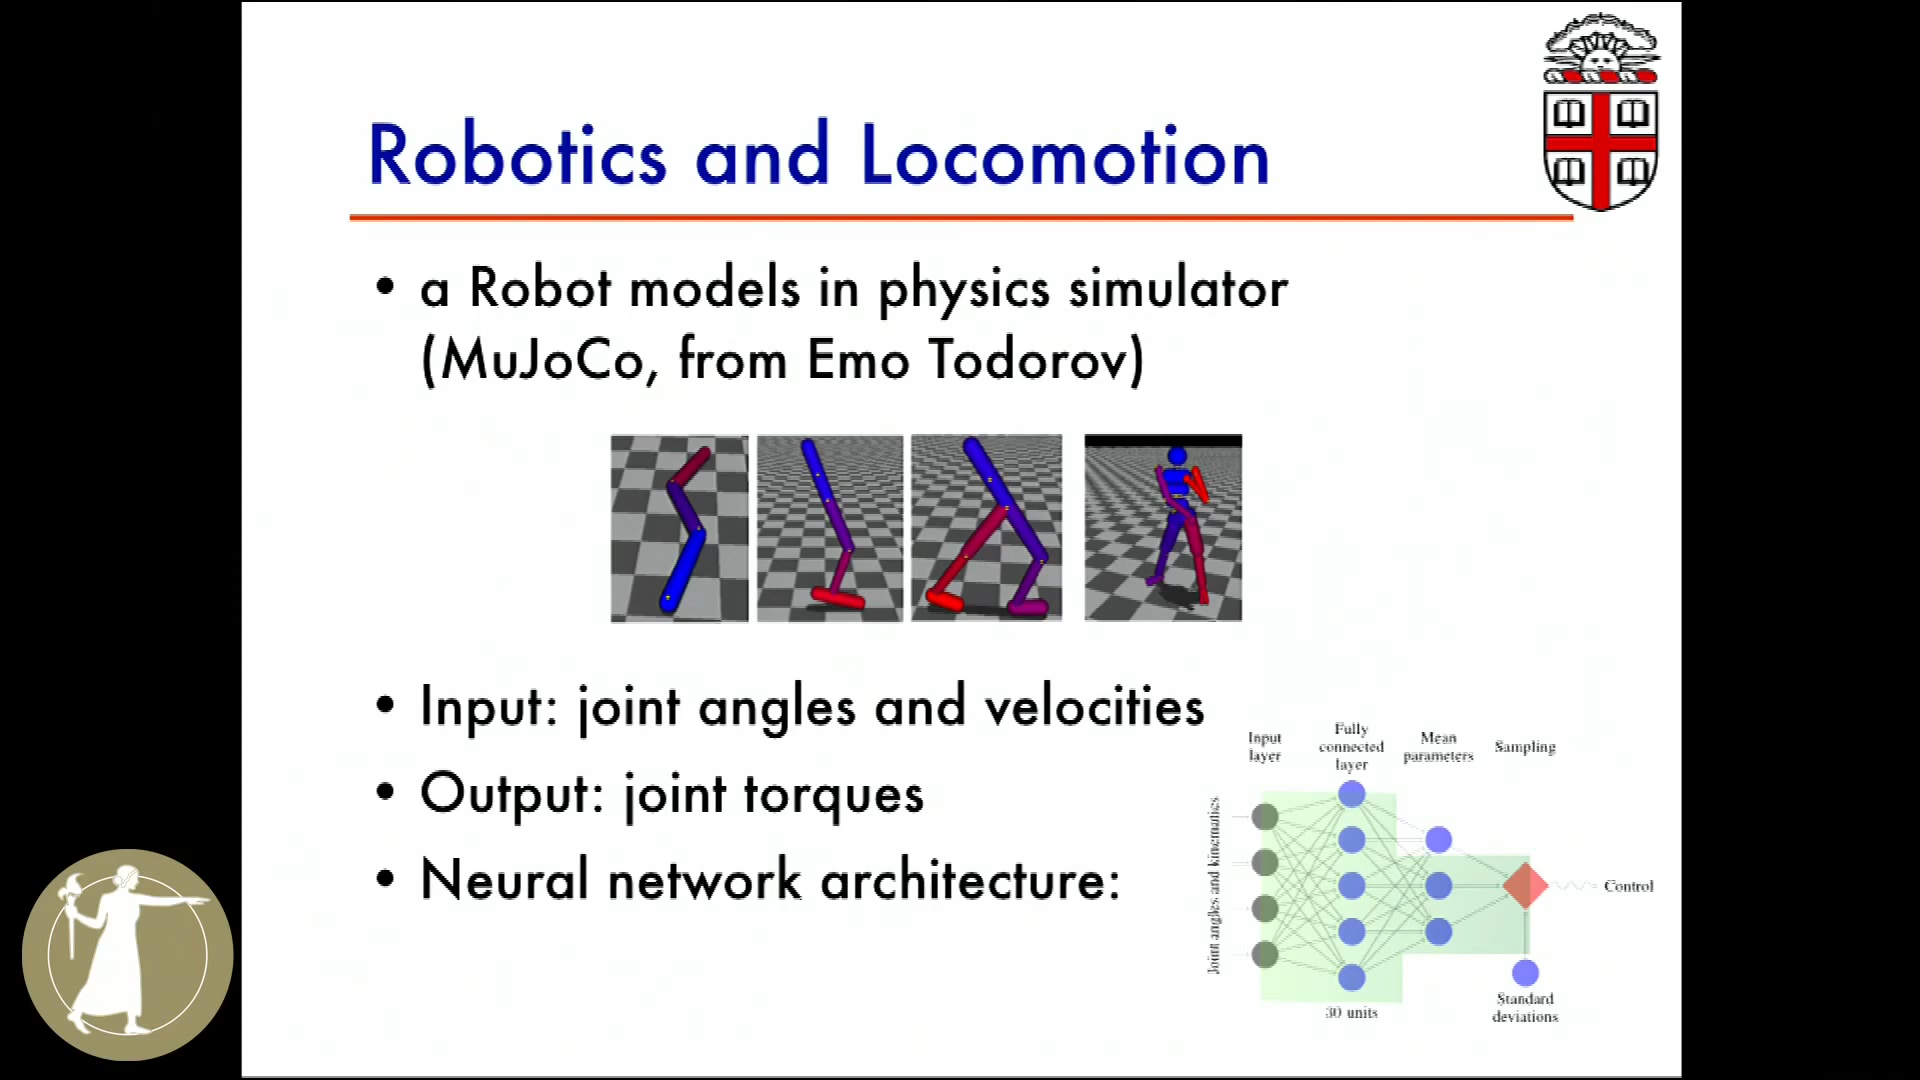 Robotics and Locomotion
• a Robot models in physics simulator
(MuJoCo, from Emo Todorov)
• Input: joint angles and velocities
• Output: joint torques
• Neural network architecture:
Input
layer
Fully
connected
layer
Mean
parameters
Sampling
Joint angles and kinematics
Control
30 units
Standard
deviations